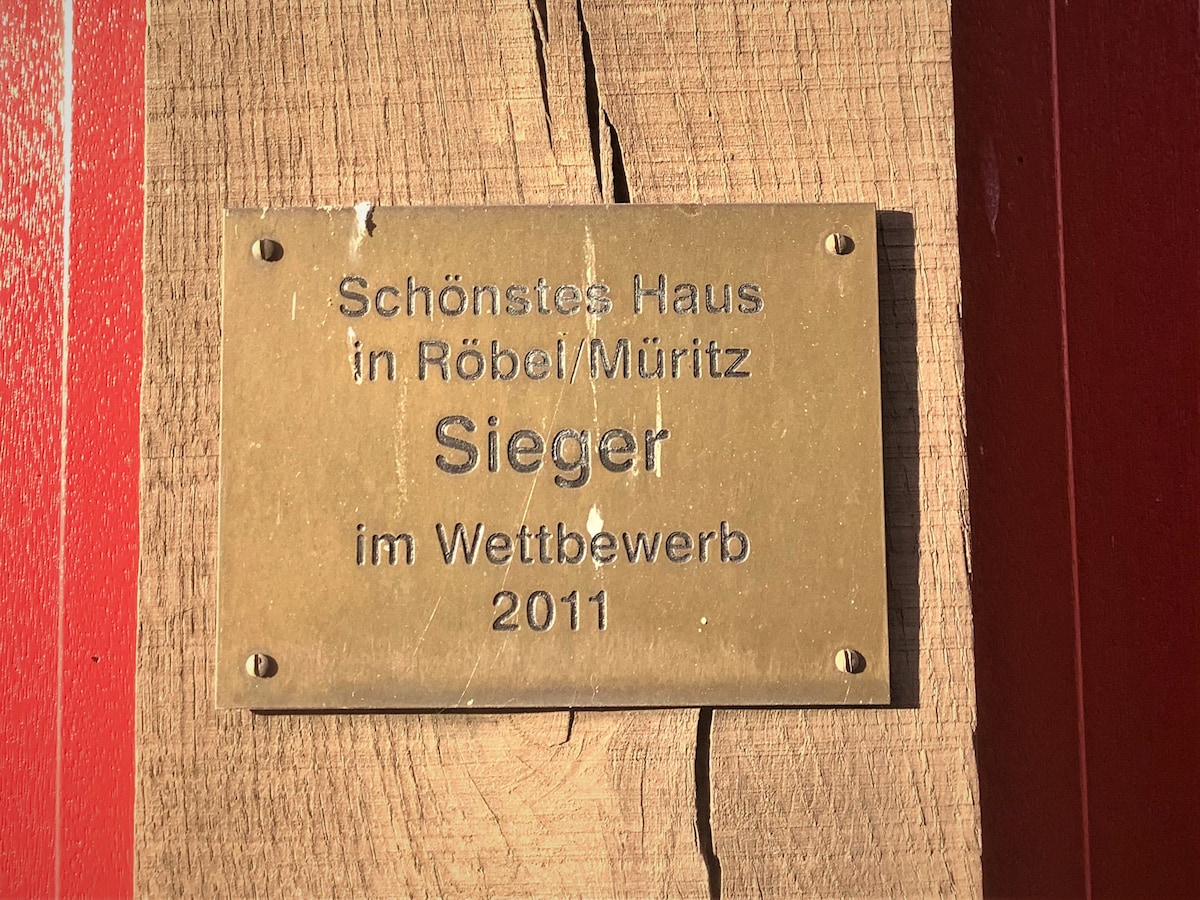 Schönstes Haus
in Röbel/Müritz
Sieger
im Wettbewerb
2011